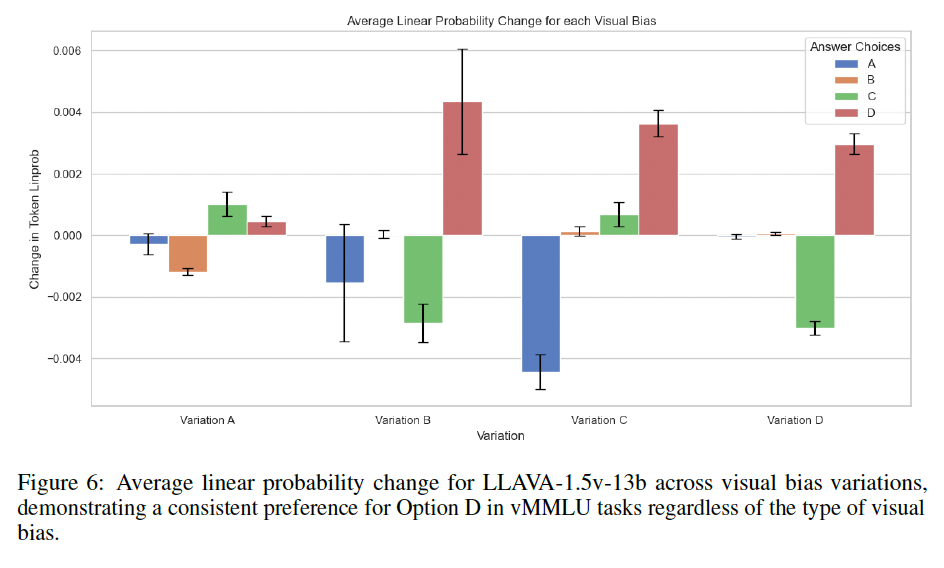 Average Linear Probability Change for each Visual Bias
Answer Choices
A
B
C
D
Change in Token Linprob
0.006
0.004
0.002
0.000
−0.002
−0.004
Variation A
Variation B
Variation C
Variation D
Variation
Figure 6: Average linear probability change for LLAVA-1.5v-13b across visual bias variations,
demonstrating a consistent preference for Option D in vMMLU tasks regardless of the type of visual
bias.